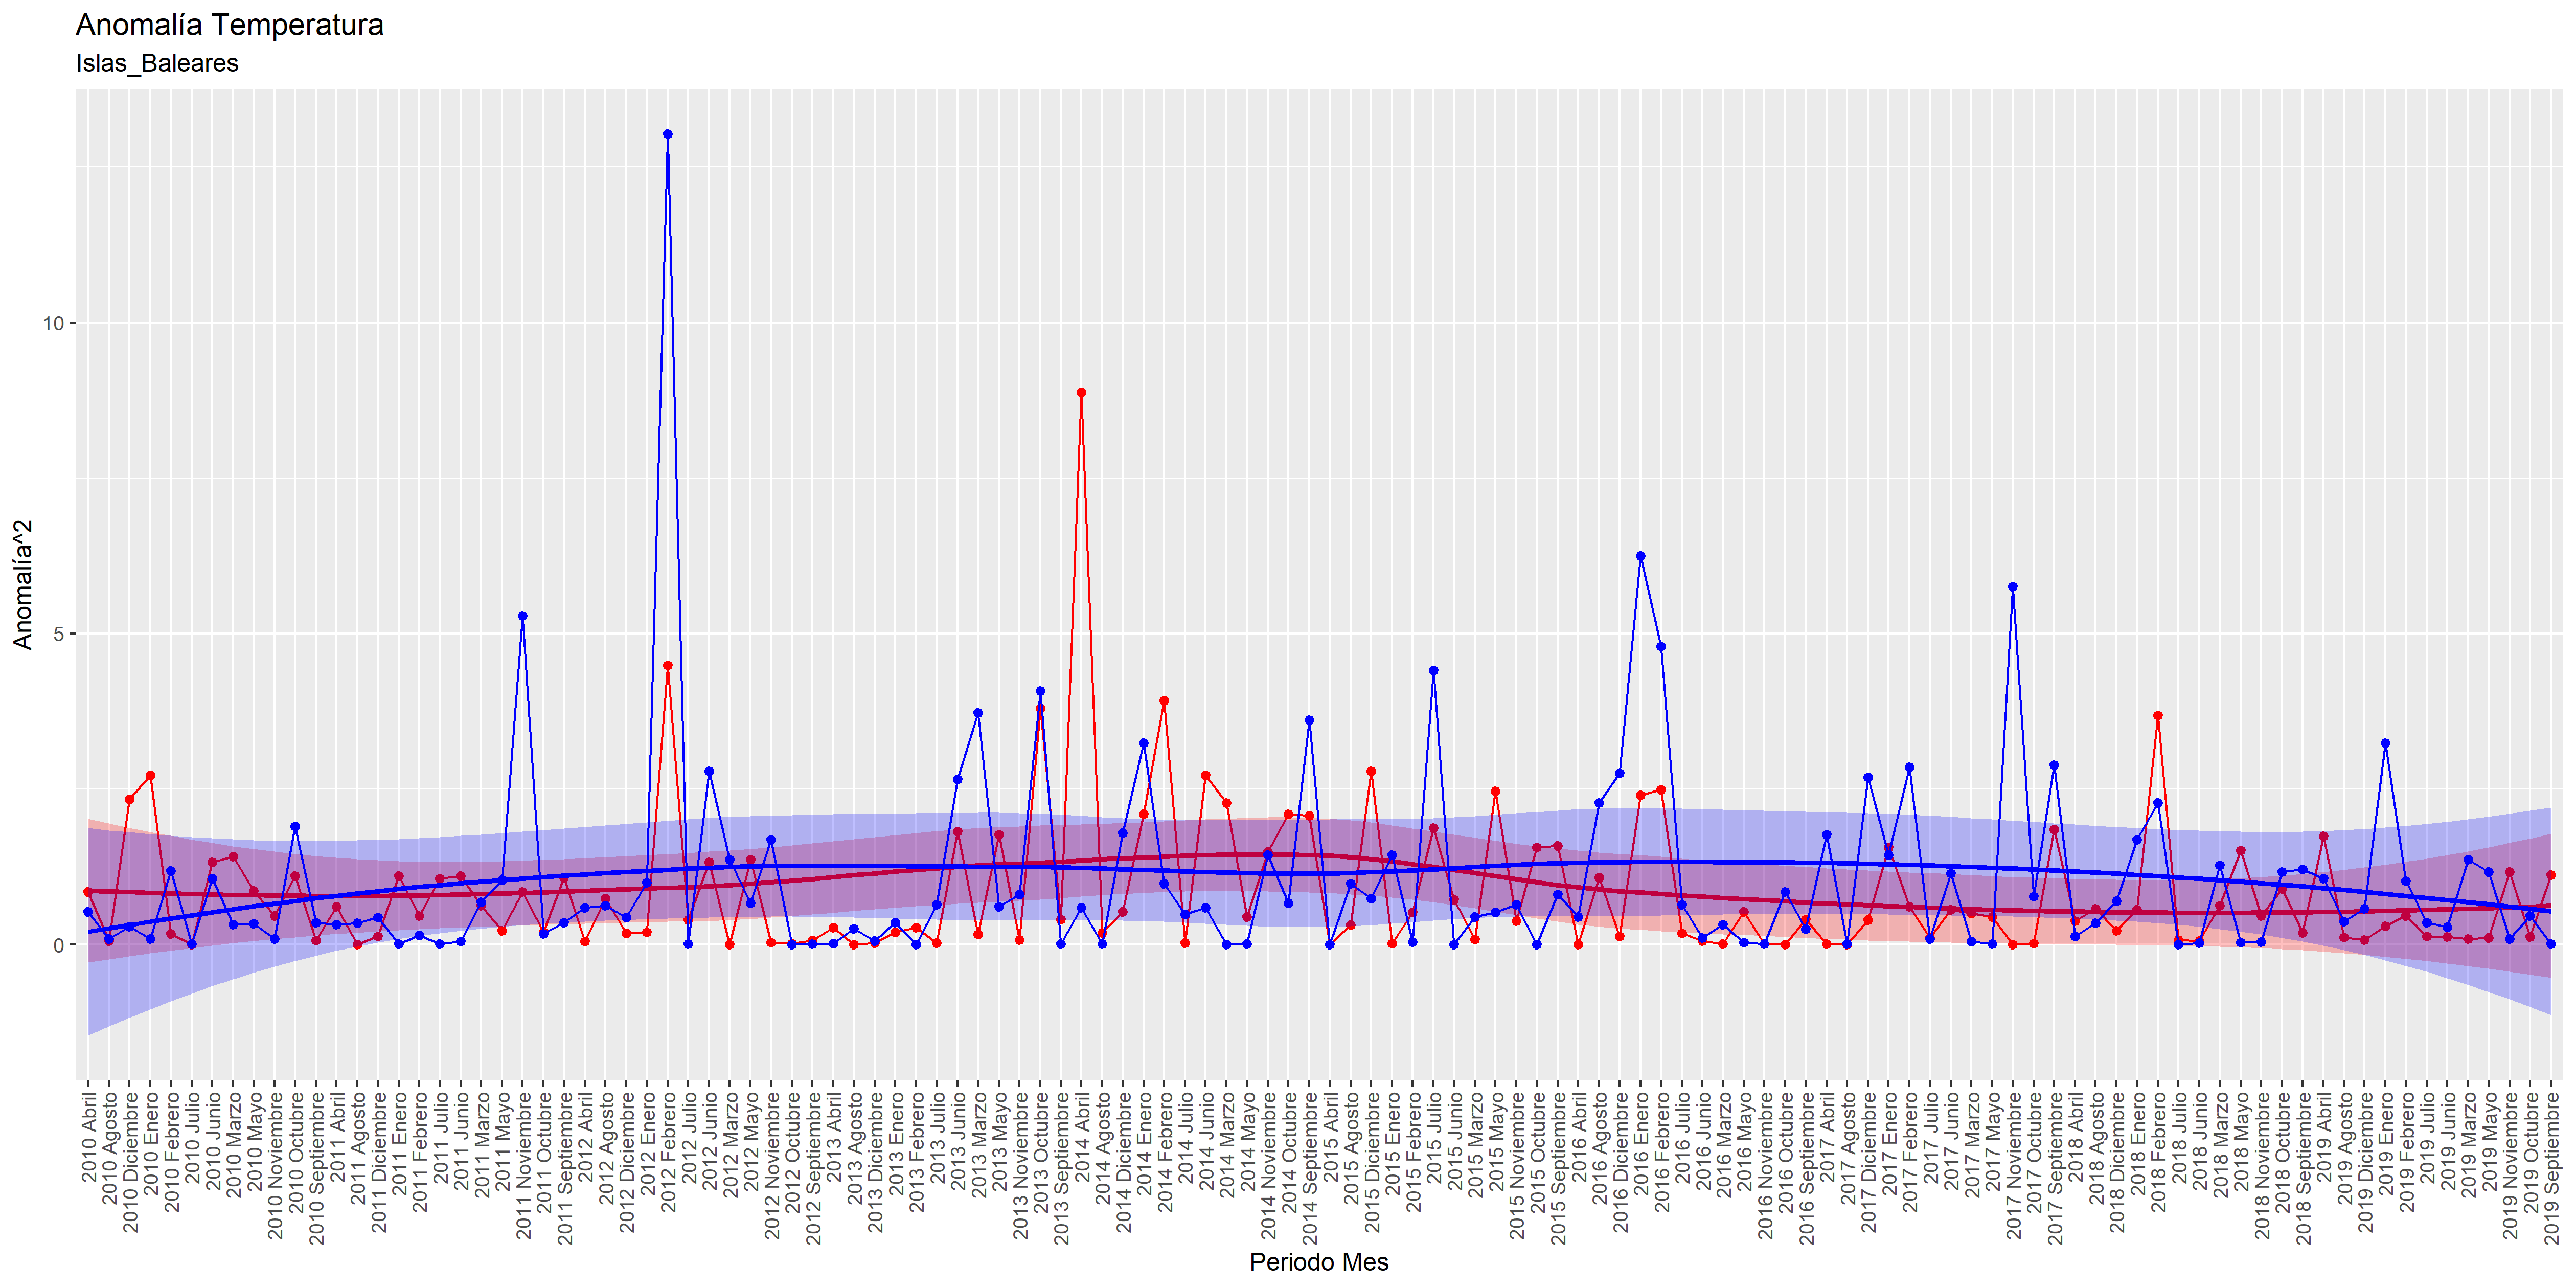 Anomalía Temperatura
Islas_Baleares
Anomalía^2
10
5
0
2010 Abril
2010 Agosto
2010 Diciembre
2010 Enero
2010 Febrero
2010 Julio
2010 Junio
2010 Marzo
2010 Mayo
2010 Noviembre
2010 Octubre
2010 Septiembre
2011 Abril
2011 Agosto
2011 Diciembre
2011 Enero
2011 Febrero
2011 Julio
2011 Junio
2011 Marzo
2011 Mayo
2011 Noviembre
2011 Octubre
2011 Septiembre
2012 Abril
2012 Agosto
2012 Diciembre
2012 Enero
2012 Febrero
2012 Julio
2012 Junio
2012 Marzo
2012 Mayo
2012 Noviembre
2012 Octubre
2012 Septiembre
2013 Abril
2013 Agosto
2013 Diciembre
2013 Enero
2013 Febrero
2013 Julio
2013 Junio
2013 Marzo
2013 Mayo
2013 Noviembre
2013 Octubre
2013 Septiembre
2014 Abril
2014 Agosto
2014 Diciembre
2014 Enero
2014 Febrero
2014 Julio
2014 Junio
2014 Marzo
2014 Mayo
2014 Noviembre
2014 Octubre
2014 Septiembre
2015 Abril
2015 Agosto
2015 Diciembre
2015 Enero
2015 Febrero
2015 Julio
2015 Junio
2015 Marzo
2015 Mayo
2015 Noviembre
2015 Octubre
2015 Septiembre
2016 Abril
2016 Agosto
2016 Diciembre
2016 Enero
2016 Febrero
2016 Julio
2016 Junio
2016 Marzo
2016 Mayo
2016 Noviembre
2016 Octubre
2016 Septiembre
2017 Abril
2017 Agosto
2017 Diciembre
2017 Enero
2017 Febrero
2017 Julio
2017 Junio
2017 Marzo
2017 Mayo
2017 Noviembre
2017 Octubre
2017 Septiembre
2018 Abril
2018 Agosto
2018 Diciembre
2018 Enero
2018 Febrero
2018 Julio
2018 Junio
2018 Marzo
2018 Mayo
2018 Noviembre
2018 Octubre
2018 Septiembre
2019 Abril
2019 Agosto
2019 Diciembre
2019 Enero
2019 Febrero
2019 Julio
2019 Junio
2019 Marzo
2019 Mayo
2019 Noviembre
2019 Octubre
2019 Septiembre
Periodo Mes